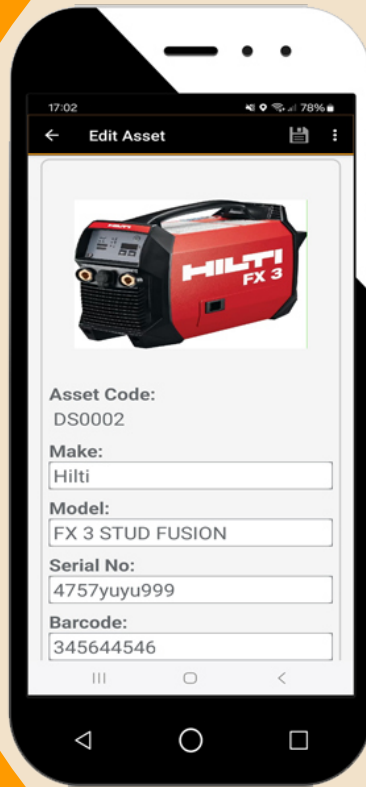 17:02 78%
Edit Asset
HILTI
HILTI
FX 3
Asset Code:
DS0002
Make:
Hilti
Model:
FX 3 STUD FUSION
Serial No:
4757yuyu999
Barcode:
345644546